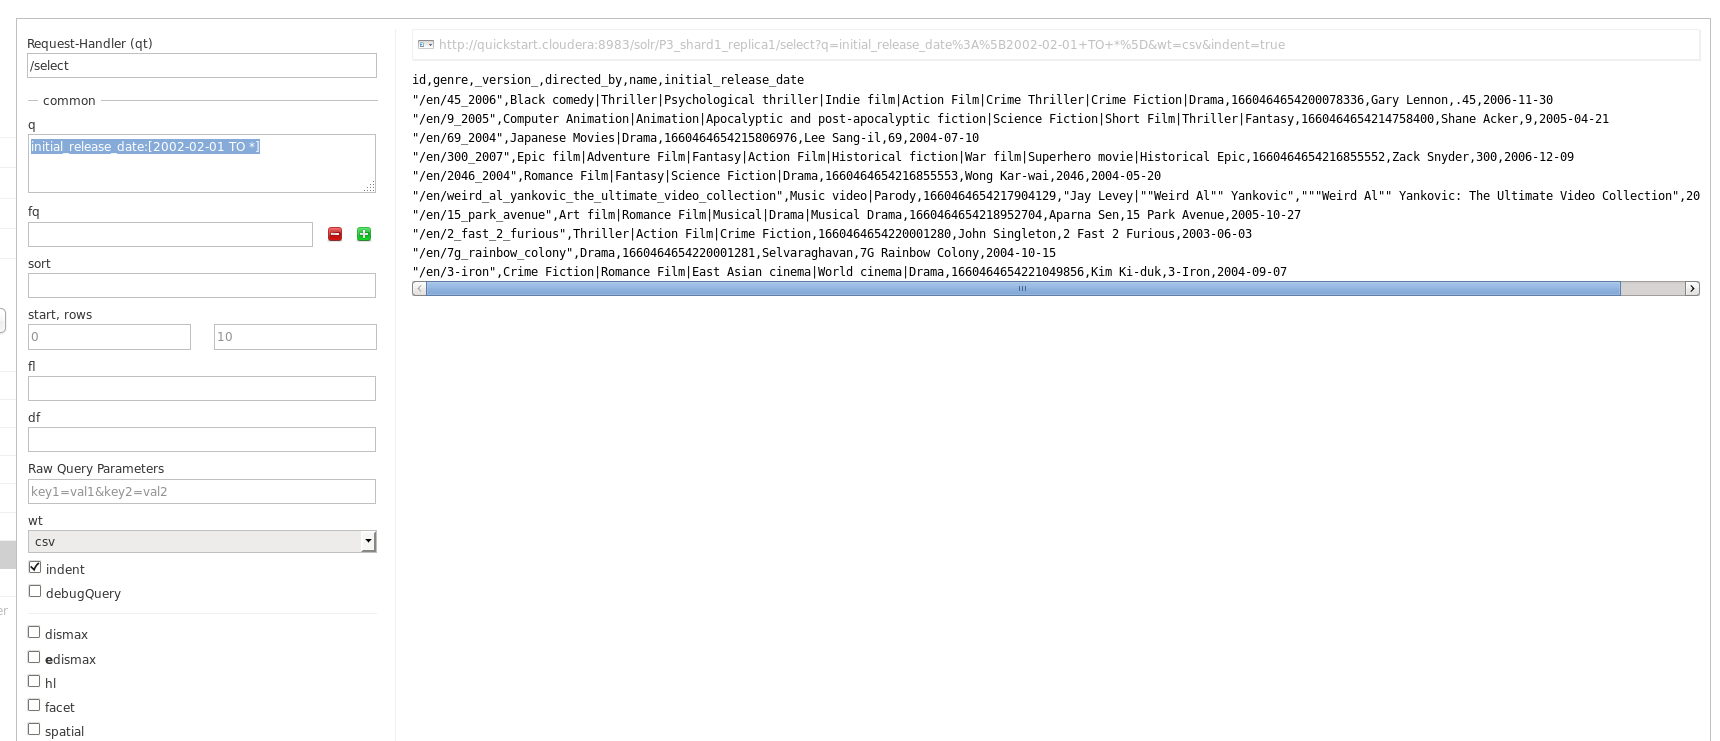 Request-Handler (qt)
/select
common
q
initial_release_date:[2002-02-01 TO *]
fq
sort
start, rows
0 10
fl
df
Raw Query Parameters
key1=val1&key2=val2
wt
csv
indent
debugQuery
dismax
edismax
hl
facet
spatial
er
http://quickstart.cloudera:8983/solr/P3_shard1_replica1/select?q=initial_release_date%3A%5B2002-02-01+TO+*%5D&wt=csv&indent=true
id,genre,_version_,directed_by,name,initial_release_date
"/en/45_2006",Black comedy|Thriller|Psychological thriller|Indie film|Action Film|Crime Thriller|Crime Fiction|Drama,1660464654200078336,Gary Lennon,.45,2006-11-30
"/en/9_2005",Computer Animation|Animation|Apocalyptic and post-apocalyptic fiction|Science Fiction|Short Film|Thriller|Fantasy,1660464654214758400,Shane Acker,9,2005-04-21
"/en/69_2004",Japanese Movies|Drama,1660464654215806976,Lee Sang-il,69,2004-07-10
"/en/300_2007",Epic film|Adventure Film|Fantasy|Action Film|Historical fiction|War film|Superhero movie|Historical Epic,1660464654216855552,Zack Snyder,300,2006-12-09
"/en/2046_2004",Romance Film|Fantasy|Science Fiction|Drama,1660464654216855553,Wong Kar-wai,2046,2004-05-20
"/en/weird_al_yankovic_the_ultimate_video_collection",Music video|Parody,1660464654217904129,"Jay Levey|""Weird Al"" Yankovic","""Weird Al"" Yankovic: The Ultimate Video Collection",20
"/en/15_park_avenue",Art film|Romance Film|Musical|Drama|Musical Drama,1660464654218952704,Aparna Sen,15 Park Avenue,2005-10-27
"/en/2_fast_2_furious",Thriller|Action Film|Crime Fiction,1660464654220001280,John Singleton,2 Fast 2 Furious,2003-06-03
"/en/7g_rainbow_colony",Drama,1660464654220001281,Selvaraghavan,7G Rainbow Colony,2004-10-15
"/en/3-iron",Crime Fiction|Romance Film|East Asian cinema|World cinema|Drama,1660464654221049856,Kim Ki-duk,3-Iron,2004-09-07